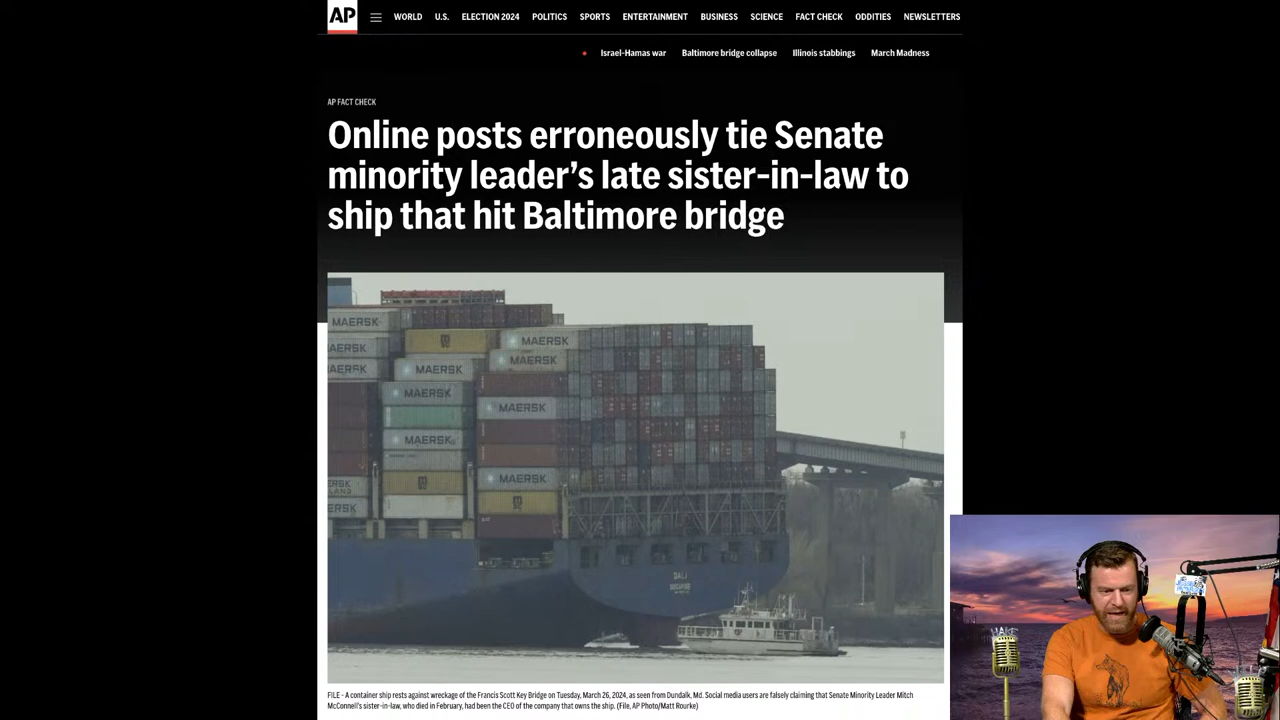 AP
WORLD U.S. ELECTION 2024 POLITICS SPORTS ENTERTAINMENT BUSINESS SCIENCE FACT CHECK ODDITIES NEWSLETTERS
Israel-Hamas war Baltimore bridge collapse Illinois stabbings March Madness
AP FACT CHECK
Online posts erroneously tie Senate
minority leader’s late sister-in-law to
ship that hit Baltimore bridge
MAERSK
MAERSK
MAERSK
MAERSK
MAERSK
MAERSK
MAERSK
MAERSK
MAERSK
MAERSK
DALI
FILE - A container ship rests against wreckage of the Francis Scott Key Bridge on Tuesday, March 26, 2024, as seen from Dundalk, Md. Social media users are falsely claiming that Senate Minority Leader Mitch
McConnell’s sister-in-law, who died in February, had been the CEO of the company that owns the ship. (File, AP Photo/Matt Rourke)